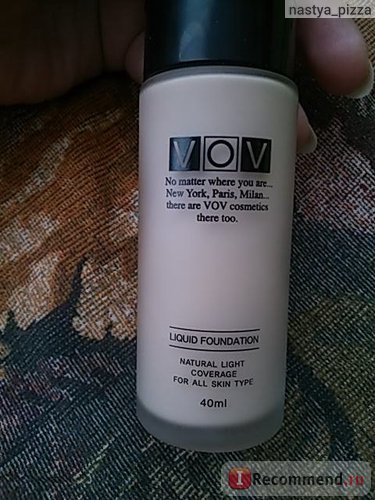 nastya_pizza
VOV
No matter where you are...
New York, Paris, Milan...
there are VOV cosmetics
there too.
LIQUID FOUNDATION
NATURAL LIGHT
COVERAGE
FOR ALL SKIN TYPE
40ml
IRecommend.ru